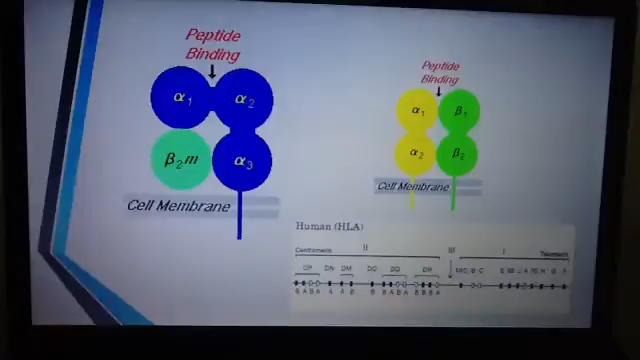 Peptide
Binding
α1
α2
β2m
α3
Cell Membrane
Peptide
Binding
α1
β1
α2
β2
Cell Membrane
Human (HLA)
Centromere
II
III
I
DP
DN
DM
DO
DQ
DR